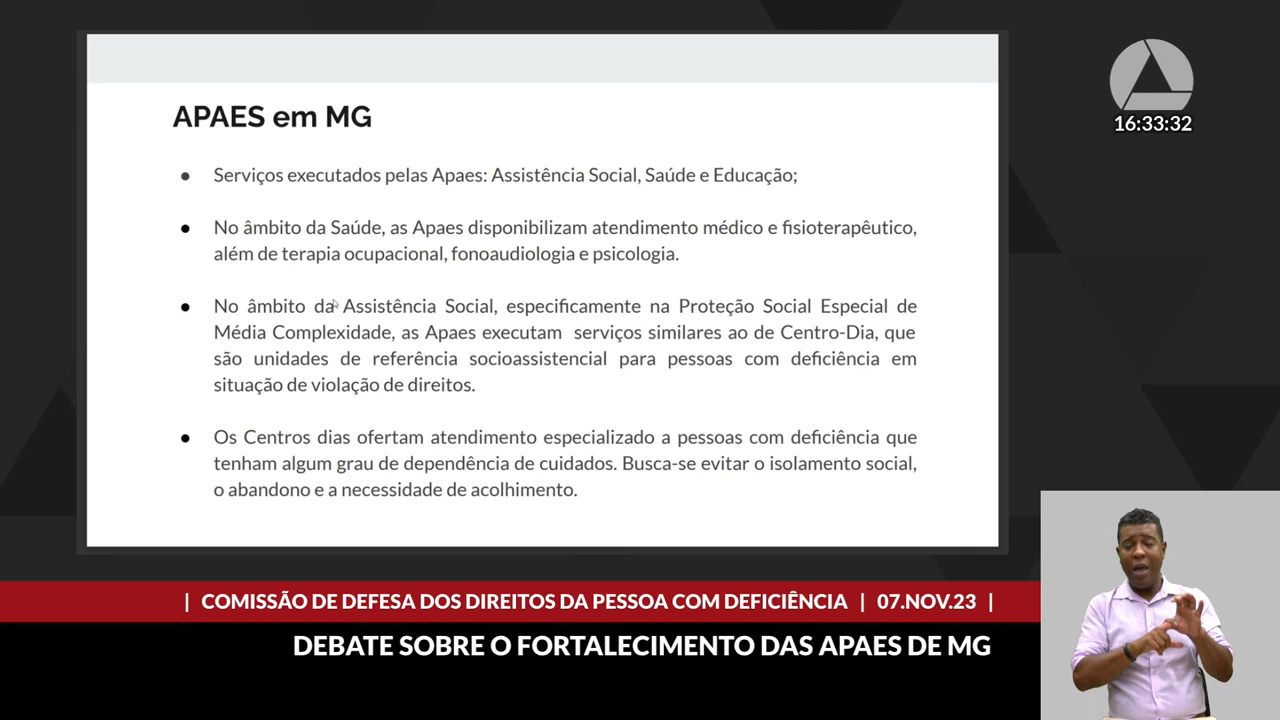 APAES em MG
16:33:32
● Serviços executados pelas Apaes: Assistência Social, Saúde e Educação;
● No âmbito da Saúde, as Apaes disponibilizam atendimento médico e fisioterapêutico,
além de terapia ocupacional, fonoaudiologia e psicologia.
● No âmbito da Assistência Social, especificamente na Proteção Social Especial de
Média Complexidade, as Apaes executam serviços similares ao de Centro-Dia, que
são unidades de referência socioassistencial para pessoas com deficiência em
situação de violação de direitos.
● Os Centros dias ofertam atendimento especializado a pessoas com deficiência que
tenham algum grau de dependência de cuidados. Busca-se evitar o isolamento social,
o abandono e a necessidade de acolhimento.
| COMISSÃO DE DEFESA DOS DIREITOS DA PESSOA COM DEFICIÊNCIA | 07.NOV.23 |
DEBATE SOBRE O FORTALECIMENTO DAS APAES DE MG